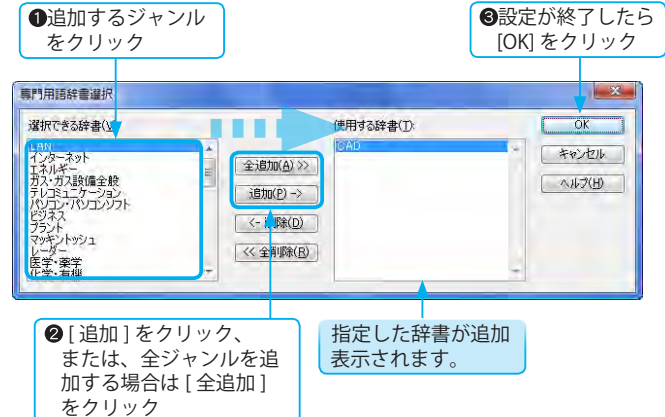 ❶追加するジャンル
をクリック
❸設定が終了したら
[OK] をクリック
専門用語辞書選択
選択できる辞書(V):
使用する辞書(T):
LAN
インターネット
エネルギー
ガス・ガス設備全般
テレコミュニケーション
パソコン・パソコンソフト
ビジネス
プラント
マッキントッシュ
レーダー
医学・薬学
化学・有機
全追加(A) >>
追加(P) ->
<- 削除(D)
<< 全削除(R)
CAD
OK
キャンセル
ヘルプ(H)
❷ [ 追加 ] をクリック、
または、全ジャンルを追
加する場合は [ 全追加 ]
をクリック
指定した辞書が追加
表示されます。